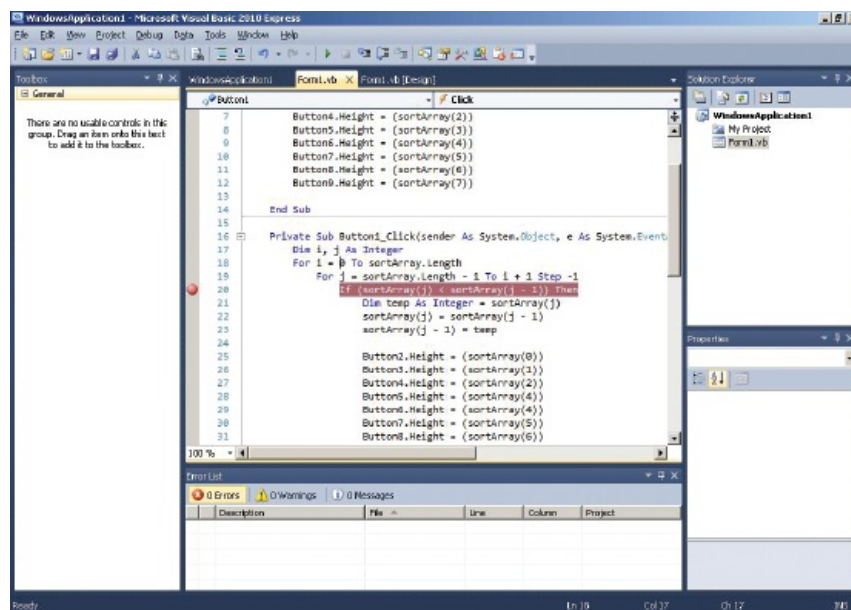 WindowsApplication1 - Microsoft Visual Basic 2010 Express
File Edit View Project Debug Data Tools Window Help
Toolbox
General
There are no usable controls in this
group. Drag an item onto this text
to add it to the toolbox.
WindowsApplication1 Form1.vb Form1.vb [Design]
Button1 Click
7 Button4.Height = (sortArray(2))
8 Button5.Height = (sortArray(3))
9 Button6.Height = (sortArray(4))
10 Button7.Height = (sortArray(5))
11 Button8.Height = (sortArray(6))
12 Button9.Height = (sortArray(7))
13
14 End Sub
15
16 Private Sub Button1_Click(sender As System.Object, e As System.Event
17 Dim i, j As Integer
18 For i = 0 To sortArray.Length
19 For j = sortArray.Length - 1 To i + 1 Step -1
20 If (sortArray(j) < sortArray(j - 1)) Then
21 Dim temp As Integer = sortArray(j)
22 sortArray(j) = sortArray(j - 1)
23 sortArray(j - 1) = temp
24
25 Button2.Height = (sortArray(0))
26 Button3.Height = (sortArray(1))
27 Button4.Height = (sortArray(2))
28 Button5.Height = (sortArray(4))
29 Button6.Height = (sortArray(4))
30 Button7.Height = (sortArray(5))
31 Button8.Height = (sortArray(6))
100 %
Error List
0 Errors 0 Warnings 0 Messages
Description File Line Column Project
Solution Explorer
WindowsApplication1
My Project
Form1.vb
Properties
Ready Ln 18 Col 37 Ch 17 INS